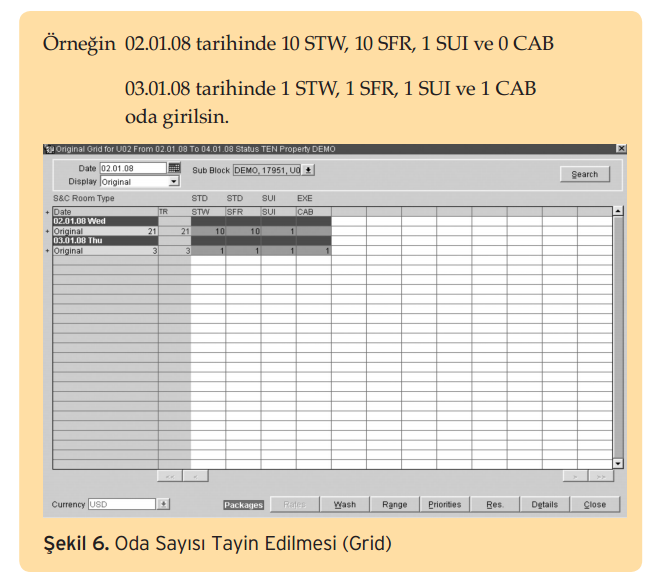 Örneğin 02.01.08 tarihinde 10 STW, 10 SFR, 1 SUI ve 0 CAB
03.01.08 tarihinde 1 STW, 1 SFR, 1 SUI ve 1 CAB
oda girilsin.
Original Grid for U02 From 02.01.08 To 04.01.08 Status TEN Property DEMO
Date 02.01.08 Sub Block DEMO, 17951, U0 Search
Display Original
S&C Room Type STD STD SUI EXE
+ Date TR STW SFR SUI CAB
02.01.08 Wed
+ Original 21 21 10 10 1
03.01.08 Thu
+ Original 3 3 1 1 1 1
<< < > >>
Currency USD Packages Rates Wash Range Priorities Res. Details Close
Şekil 6. Oda Sayısı Tayin Edilmesi (Grid)